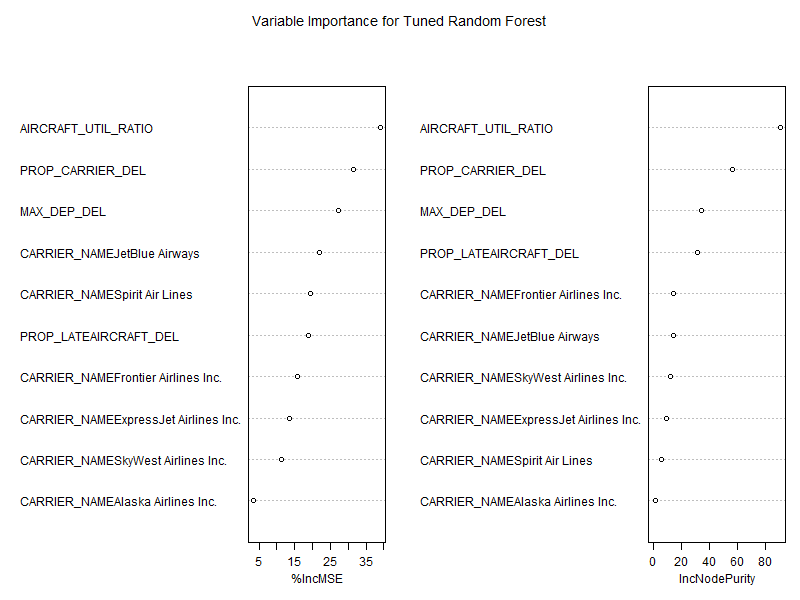 Variable Importance for Tuned Random Forest
AIRCRAFT_UTIL_RATIO
PROP_CARRIER_DEL
MAX_DEP_DEL
CARRIER_NAMEJetBlue Airways
CARRIER_NAMESpirit Air Lines
PROP_LATEAIRCRAFT_DEL
CARRIER_NAMEFrontier Airlines Inc.
CARRIER_NAMEExpressJet Airlines Inc.
CARRIER_NAMESkyWest Airlines Inc.
CARRIER_NAMEAlaska Airlines Inc.
5 15 25 35
%IncMSE
AIRCRAFT_UTIL_RATIO
PROP_CARRIER_DEL
MAX_DEP_DEL
PROP_LATEAIRCRAFT_DEL
CARRIER_NAMEFrontier Airlines Inc.
CARRIER_NAMEJetBlue Airways
CARRIER_NAMESkyWest Airlines Inc.
CARRIER_NAMEExpressJet Airlines Inc.
CARRIER_NAMESpirit Air Lines
CARRIER_NAMEAlaska Airlines Inc.
0 20 40 60 80
IncNodePurity